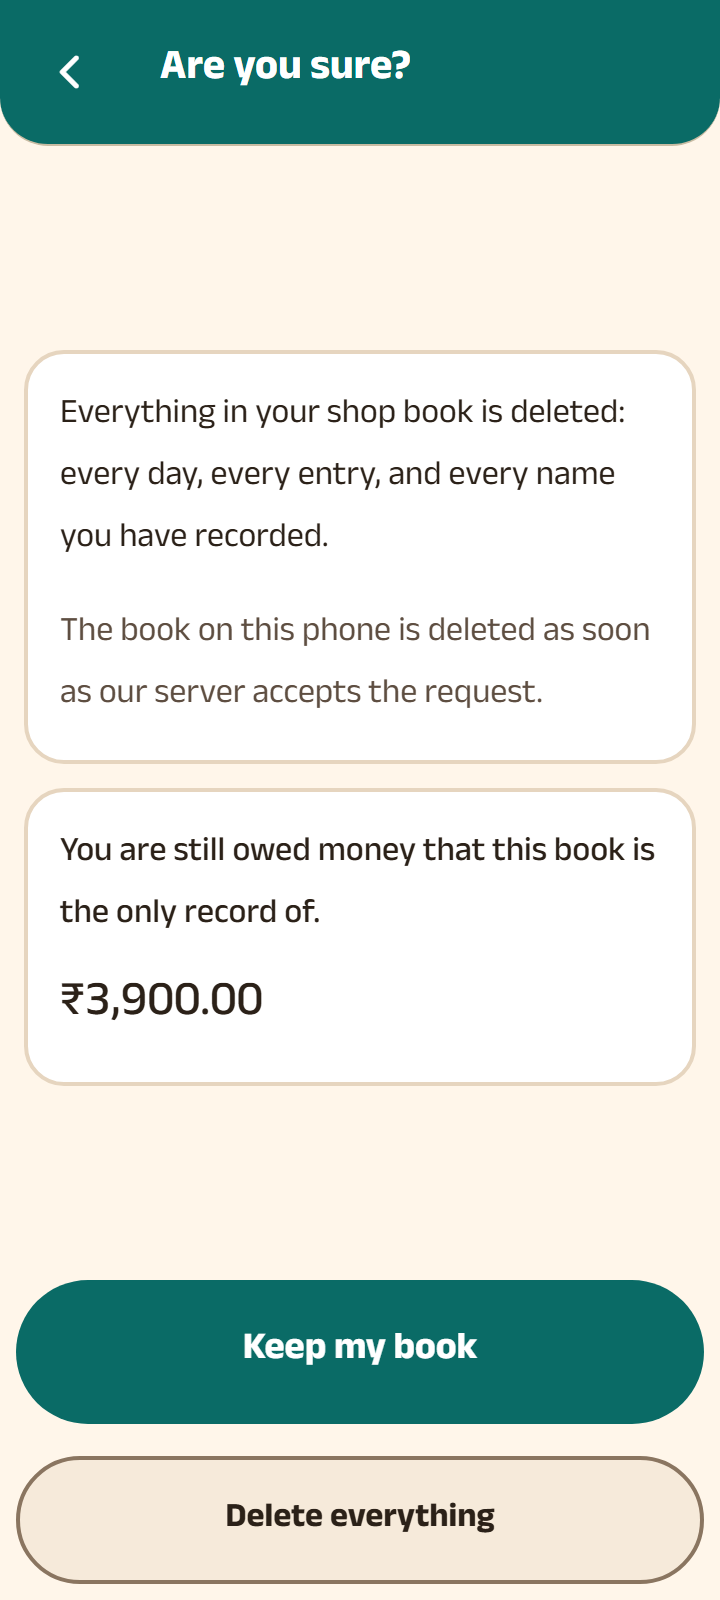 Are you sure?
Everything in your shop book is deleted:
every day, every entry, and every name
you have recorded.
The book on this phone is deleted as soon
as our server accepts the request.
You are still owed money that this book is
the only record of.
₹3,900.00
Keep my book
Delete everything